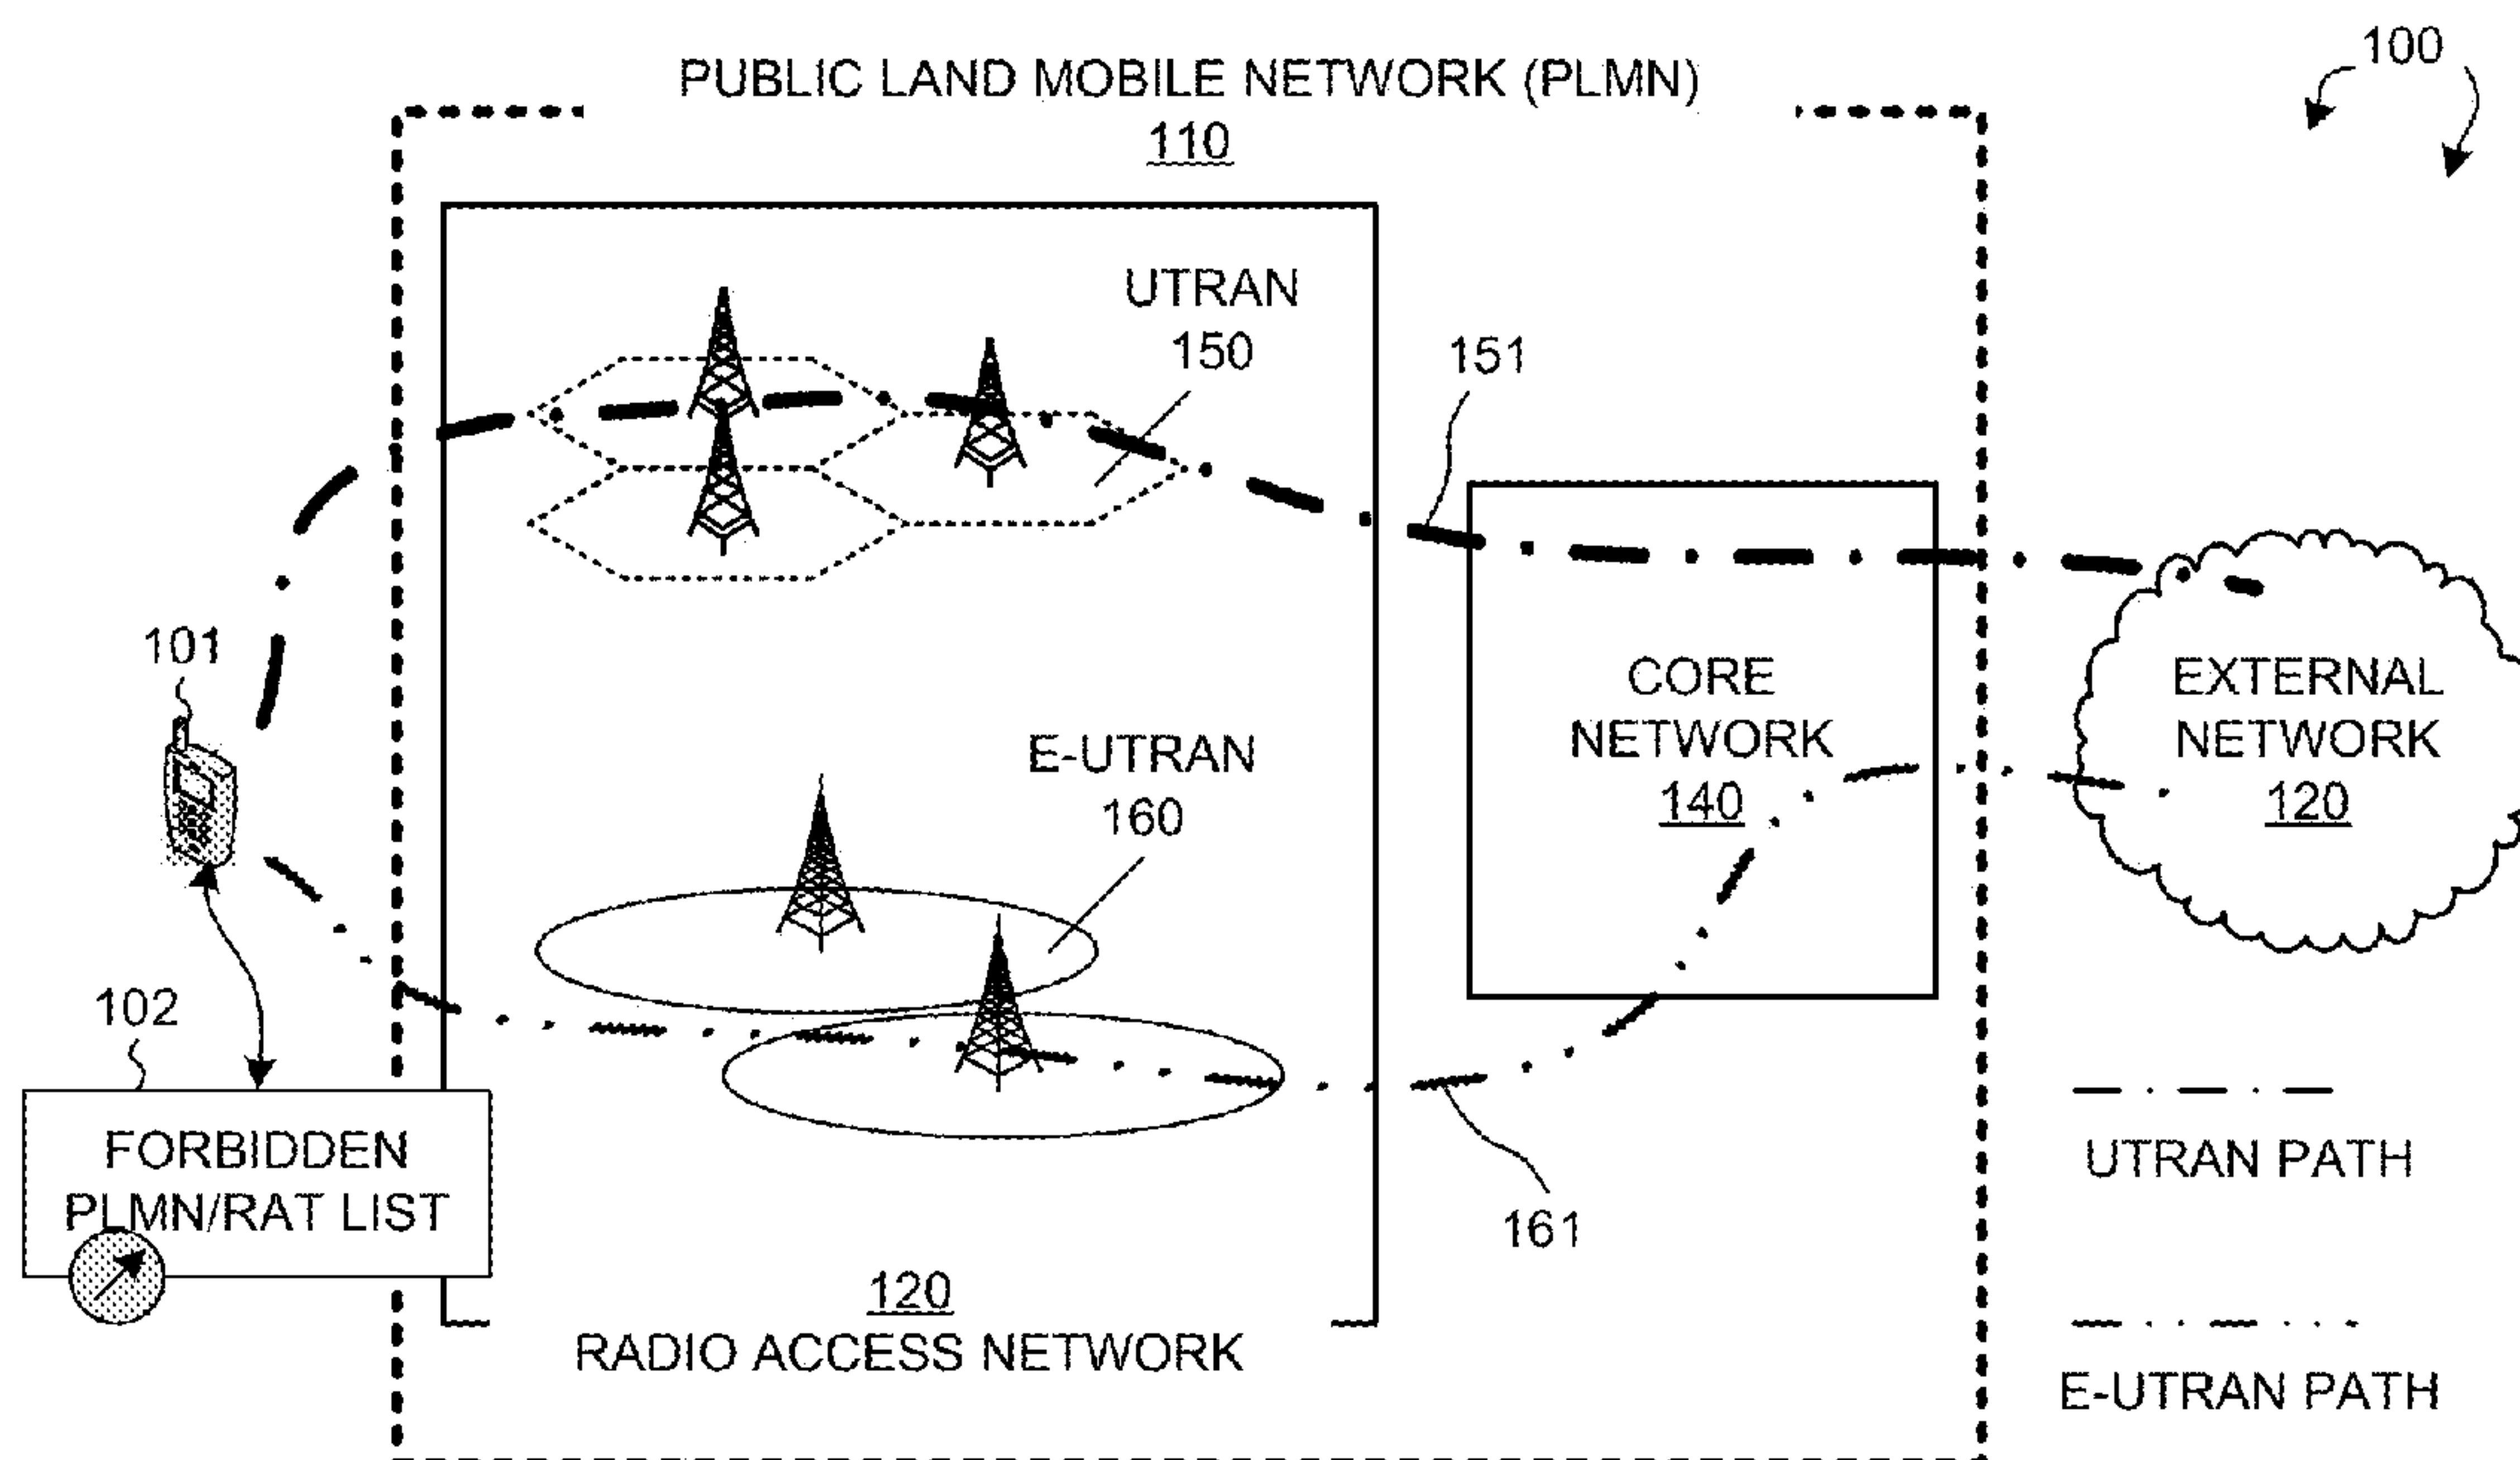 100
PUBLIC LAND MOBILE NETWORK (PLMN)
110
UTRAN
150
151
101
CORE
NETWORK
140
EXTERNAL
NETWORK
120
E-UTRAN
160
102
FORBIDDEN
PLMN/RAT LIST
161
UTRAN PATH
120
RADIO ACCESS NETWORK
E-UTRAN PATH